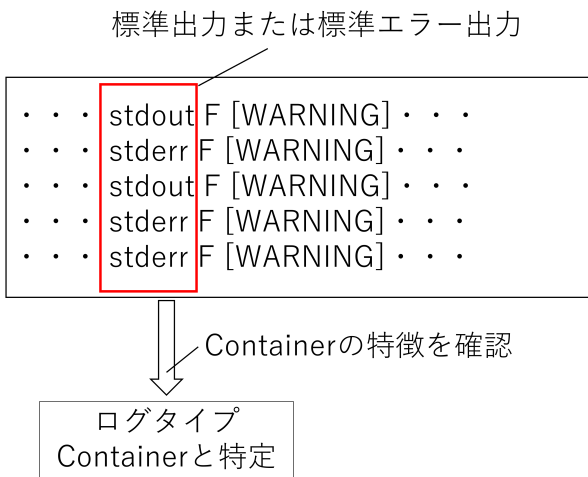 標準出力または標準エラー出力
・・・ stdout F [WARNING]・・・
・・・ stderr F [WARNING]・・・
・・・ stdout F [WARNING]・・・
・・・ stderr F [WARNING]・・・
・・・ stderr F [WARNING]・・・
Containerの特徴を確認
ログタイプ
Containerと特定